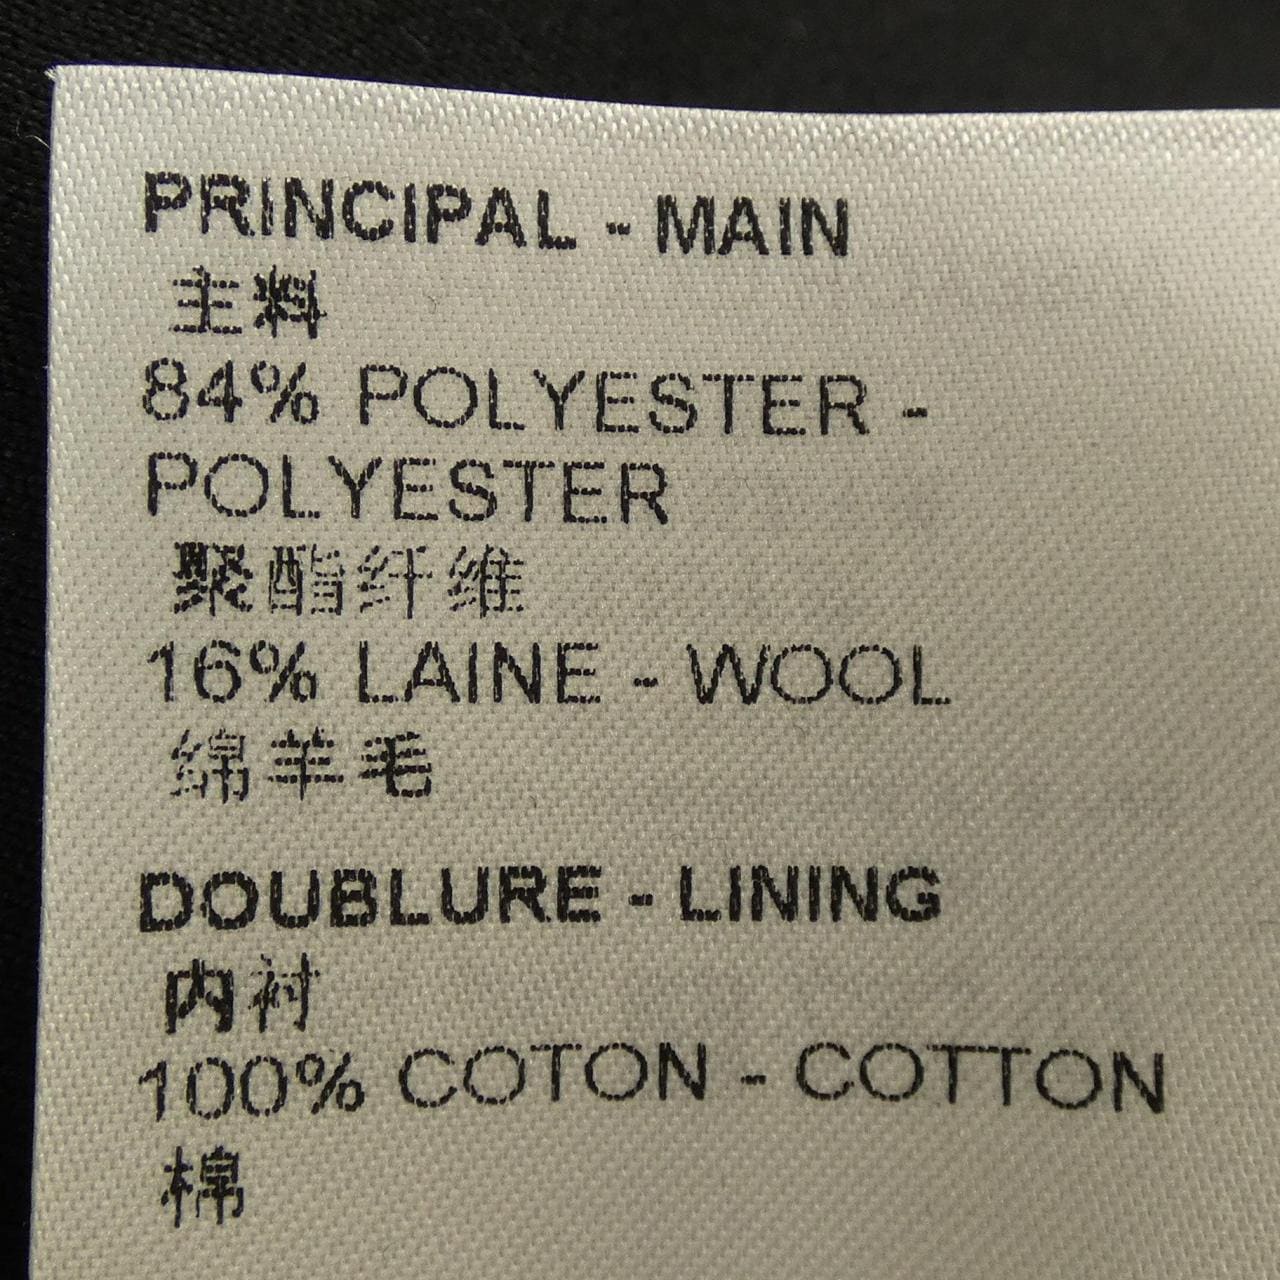 PRINCIPAL - MAIN
主料
84% POLYESTER -
POLYESTER
聚酯纤维
16% LAINE - WOOL
绵羊毛
DOUBLURE - LINING
内衬
100% COTON - COTTON
棉